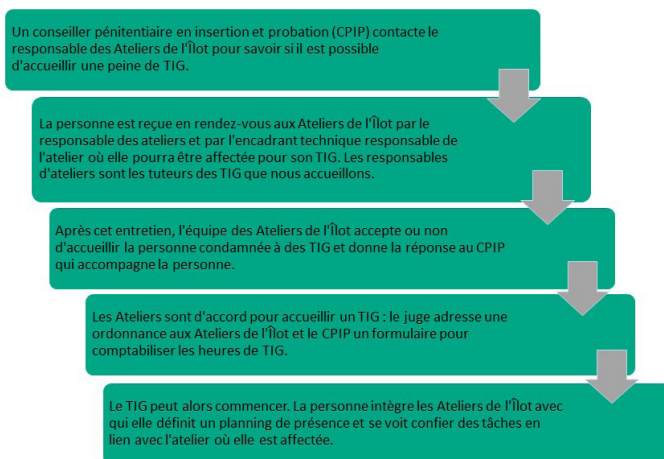 Un conseiller pénitentiaire en insertion et probation (CPIP) contacte le
responsable des Ateliers de l'Îlot pour savoir si il est possible
d'accueillir une peine de TIG.
La personne est reçue en rendez-vous aux Ateliers de l'Îlot par le
responsable des ateliers et par l'encadrant technique responsable de
l'atelier où elle pourra être affectée pour son TIG. Les responsables
d'ateliers sont les tuteurs des TIG que nous accueillons.
Après cet entretien, l'équipe des Ateliers de l'Îlot accepte ou non
d'accueillir la personne condamnée à des TIG et donne la réponse au CPIP
qui accompagne la personne.
Les Ateliers sont d'accord pour accueillir un TIG : le juge adresse une
ordonnance aux Ateliers de l'Îlot et le CPIP un formulaire pour
comptabiliser les heures de TIG.
Le TIG peut alors commencer. La personne intègre les Ateliers de l'Îlot avec
qui elle définit un planning de présence et se voit confier des tâches en
lien avec l'atelier où elle est affectée.